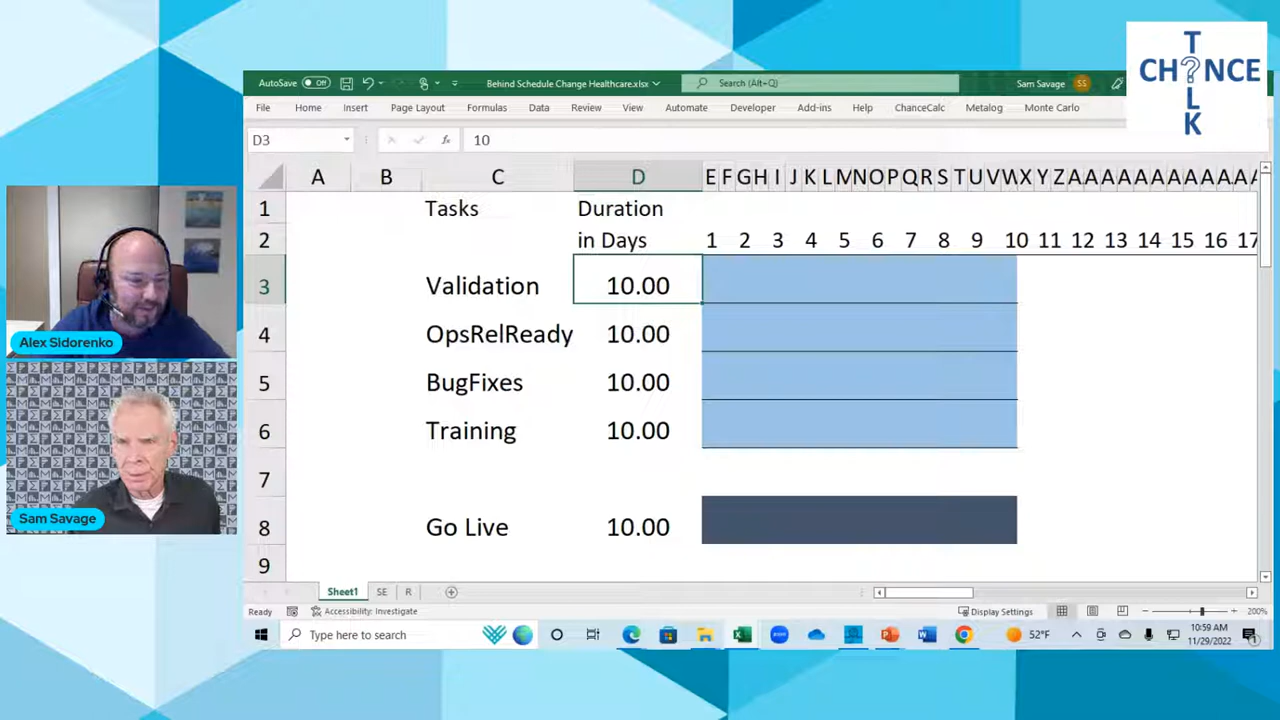 T
CH?NCE
L
K
AutoSave Off Behind Schedule Change Healthcare.xlsx Search (Alt+Q) Sam Savage SS
File Home Insert Page Layout Formulas Data Review View Automate Developer Add-ins Help ChanceCalc Metalog Monte Carlo
D3 fx 10
A B C D E F G H I J K L M N O P Q R S T U V W X Y Z A A A A A A A A A A A A
1 Tasks Duration
2 in Days 1 2 3 4 5 6 7 8 9 10 11 12 13 14 15 16 17
3 Validation 10.00
4 OpsRelReady 10.00
5 BugFixes 10.00
6 Training 10.00
7
8 Go Live 10.00
9
Alex Sidorenko
Sam Savage
Sheet1 SE R
Ready Accessibility: Investigate Display Settings 200%
Type here to search 52°F 10:59 AM
11/29/2022